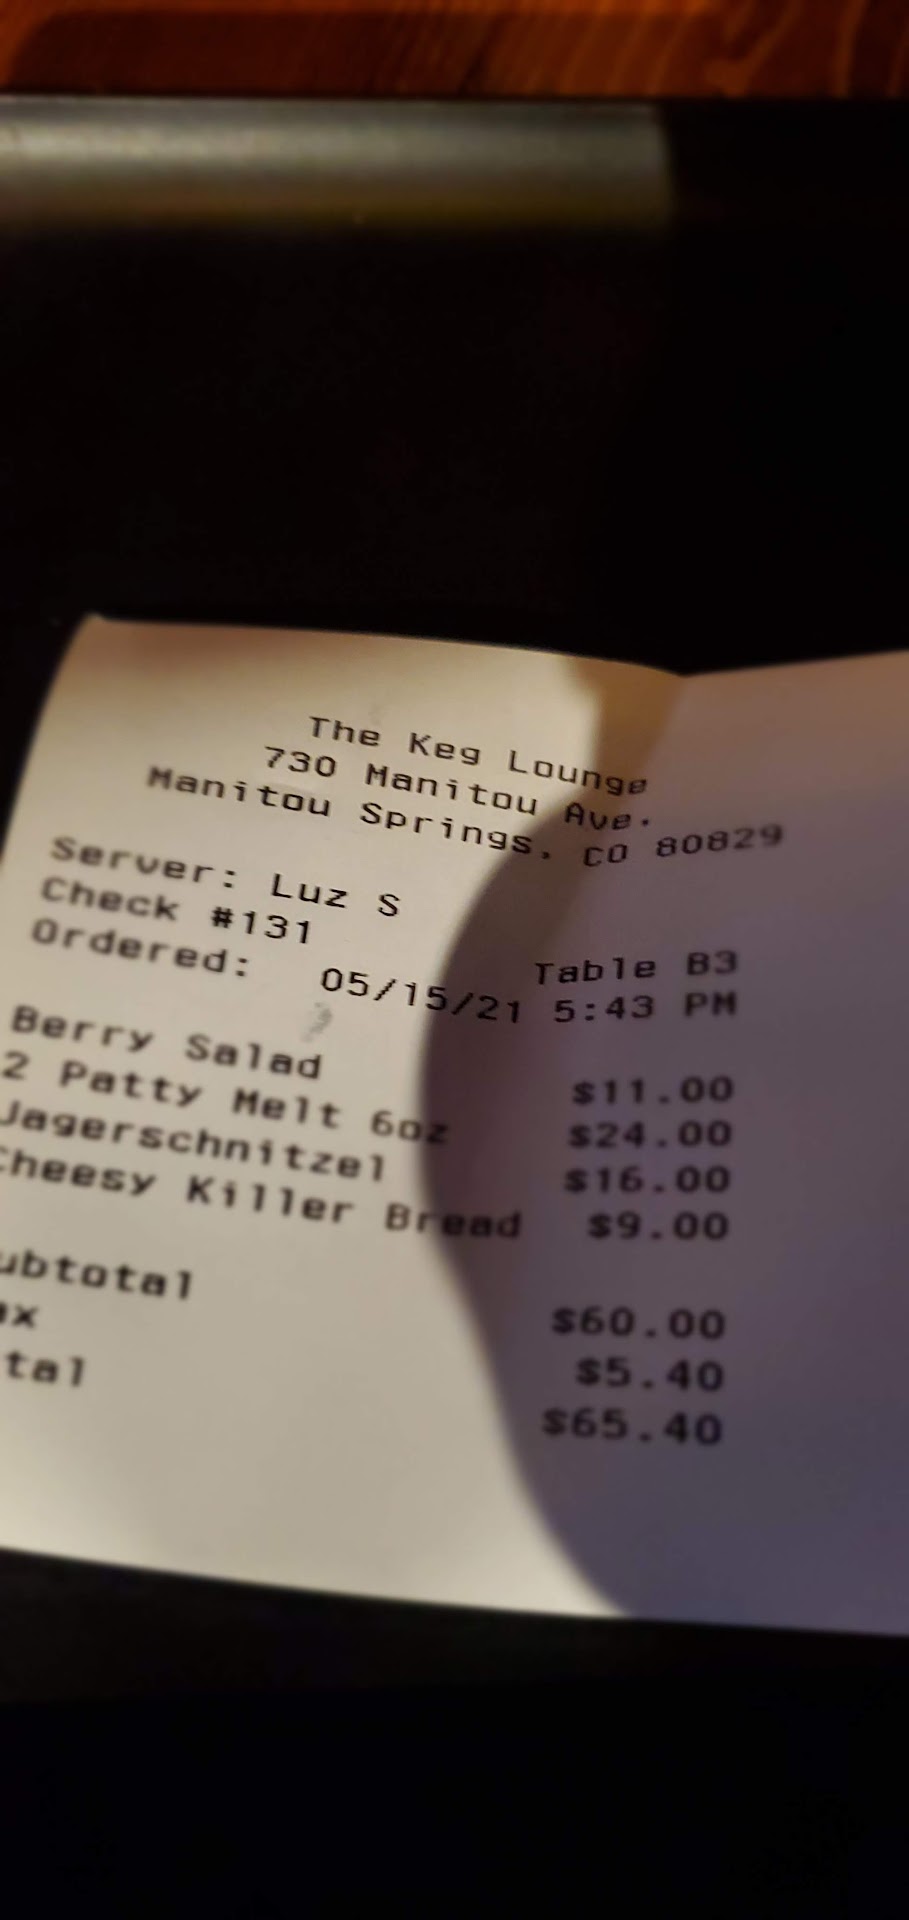 The Keg Lounge
730 Manitou Ave.
Manitou Springs, CO 80829
Server: Luz S
Check #131 Table B3
Ordered: 05/15/21 5:43 PM
Berry Salad $11.00
2 Patty Melt 6oz $24.00
Jagerschnitzel $16.00
Cheesy Killer Bread $9.00
ubtotal $60.00
ax $5.40
tal $65.40